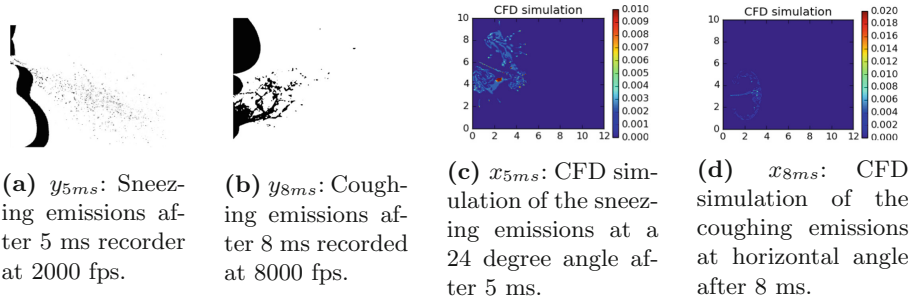 CFD simulation
10
8
6
4
2
0
0 2 4 6 8 10 12
0.010
0.009
0.008
0.007
0.006
0.005
0.004
0.003
0.002
0.001
0.000
CFD simulation
10
8
6
4
2
0
0 2 4 6 8 10 12
0.020
0.018
0.016
0.014
0.012
0.010
0.008
0.006
0.004
0.002
0.000
(a) y5ms: Sneez-
ing emissions af-
ter 5 ms recorder
at 2000 fps.
(b) y8ms: Cough-
ing emissions af-
ter 8 ms recorded
at 8000 fps.
(c) x5ms: CFD sim-
ulation of the sneez-
ing emissions at a
24 degree angle af-
ter 5 ms.
(d) x8ms: CFD
simulation of the
coughing emissions
at horizontal angle
after 8 ms.